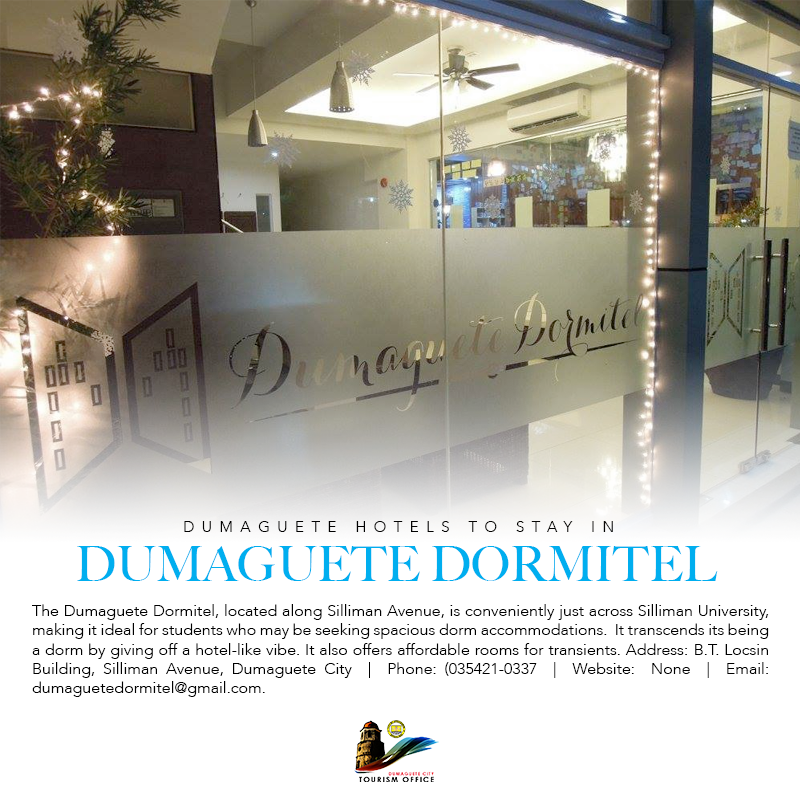 Dumaguete Dormitel
DUMAGUETE HOTELS TO STAY IN
DUMAGUETE DORMITEL
The Dumaguete Dormitel, located along Silliman Avenue, is conveniently just across Silliman University,
making it ideal for students who may be seeking spacious dorm accommodations. It transcends its being
a dorm by giving off a hotel-like vibe. It also offers affordable rooms for transients. Address: B.T. Locsin
Building, Silliman Avenue, Dumaguete City | Phone: (035421-0337 | Website: None | Email:
dumaguetedormitel@gmail.com.
DUMAGUETE CITY
TOURISM OFFICE